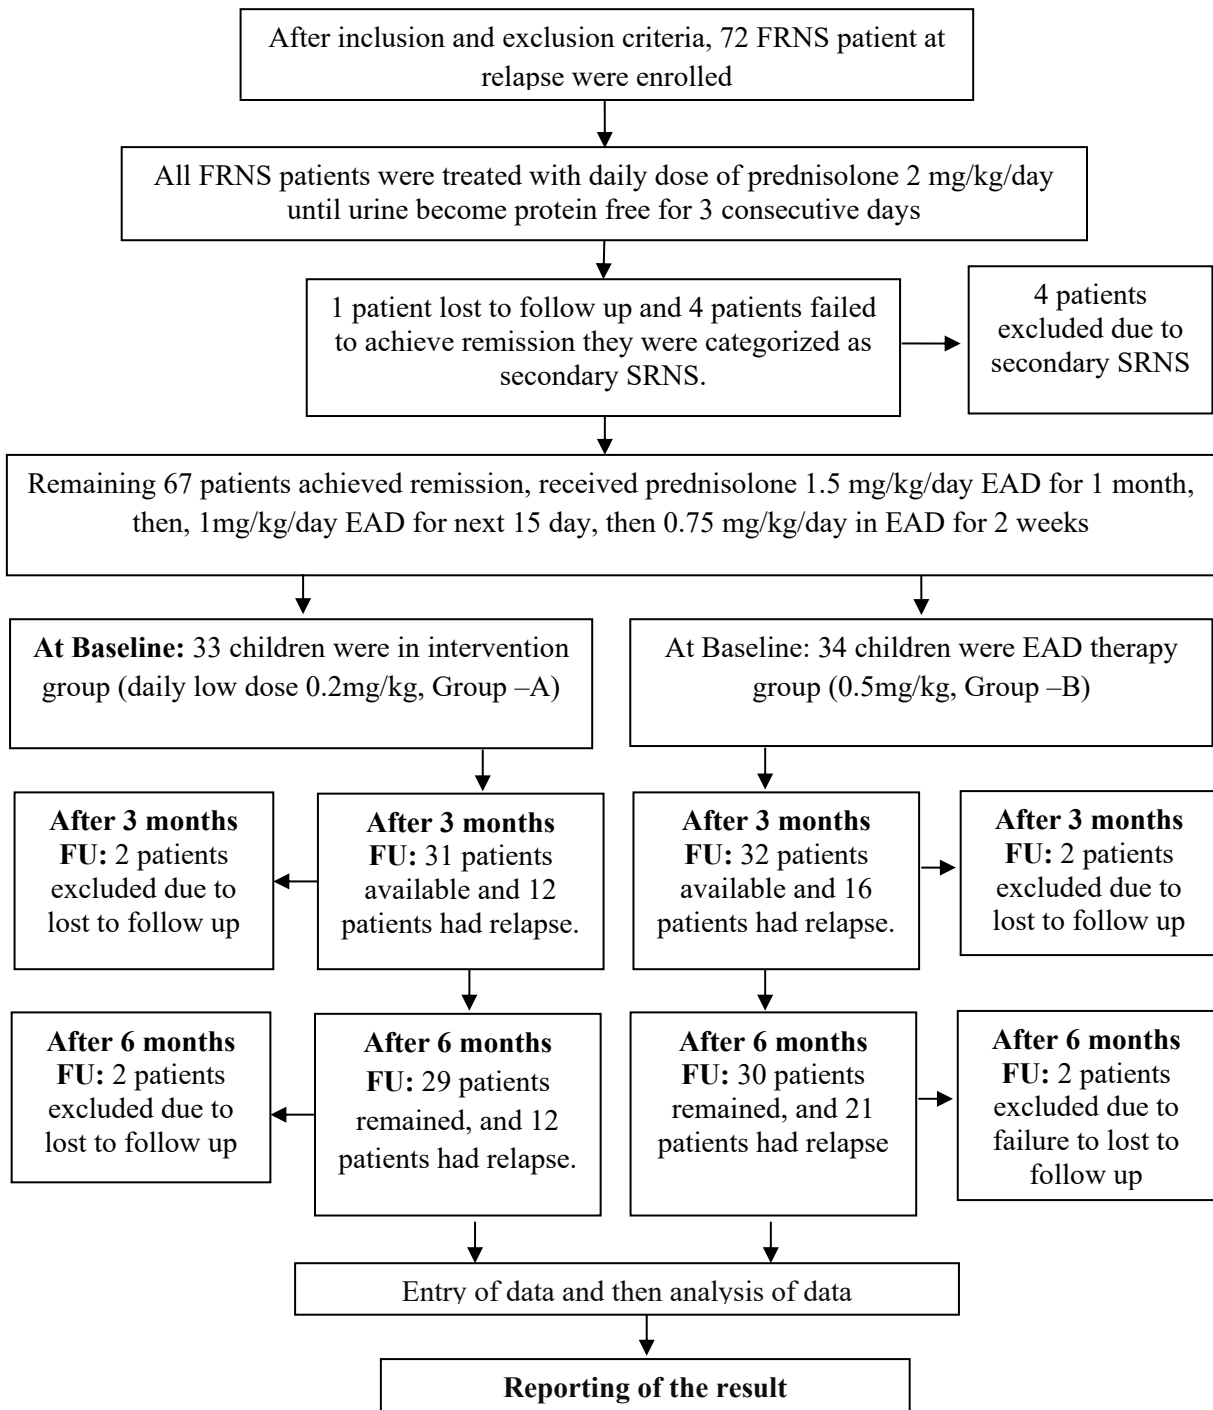 After inclusion and exclusion criteria, 72 FRNS patient at
relapse were enrolled
All FRNS patients were treated with daily dose of prednisolone 2 mg/kg/day
until urine become protein free for 3 consecutive days
1 patient lost to follow up and 4 patients failed
to achieve remission they were categorized as
secondary SRNS.
4 patients
excluded due to
secondary SRNS
Remaining 67 patients achieved remission, received prednisolone 1.5 mg/kg/day EAD for 1 month,
then, 1mg/kg/day EAD for next 15 day, then 0.75 mg/kg/day in EAD for 2 weeks
At Baseline: 33 children were in intervention
group (daily low dose 0.2mg/kg, Group –A)
At Baseline: 34 children were EAD therapy
group (0.5mg/kg, Group –B)
After 3 months
FU: 2 patients
excluded due to
lost to follow up
After 3 months
FU: 31 patients
available and 12
patients had relapse.
After 3 months
FU: 32 patients
available and 16
patients had relapse.
After 3 months
FU: 2 patients
excluded due to
lost to follow up
After 6 months
FU: 2 patients
excluded due to
lost to follow up
After 6 months
FU: 29 patients
remained, and 12
patients had relapse.
After 6 months
FU: 30 patients
remained, and 21
patients had relapse
After 6 months
FU: 2 patients
excluded due to
failure to lost to
follow up
Entry of data and then analysis of data
Reporting of the result